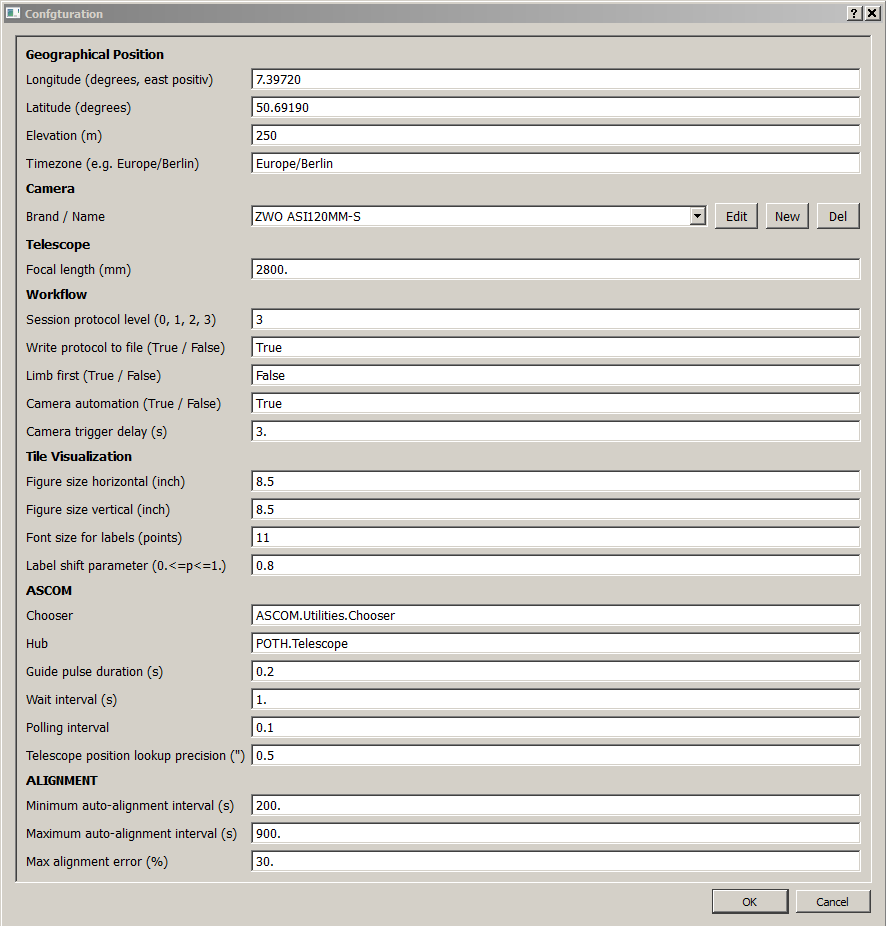 Confgturation
Geographical Position
Longitude (degrees, east positiv) 7.39720
Latitude (degrees) 50.69190
Elevation (m) 250
Timezone (e.g. Europe/Berlin) Europe/Berlin
Camera
Brand / Name ZWO ASI120MM-S Edit New Del
Telescope
Focal length (mm) 2800.
Workflow
Session protocol level (0, 1, 2, 3) 3
Write protocol to file (True / False) True
Limb first (True / False) False
Camera automation (True / False) True
Camera trigger delay (s) 3.
Tile Visualization
Figure size horizontal (inch) 8.5
Figure size vertical (inch) 8.5
Font size for labels (points) 11
Label shift parameter (0.<=p<=1.) 0.8
ASCOM
Chooser ASCOM.Utilities.Chooser
Hub POTH.Telescope
Guide pulse duration (s) 0.2
Wait interval (s) 1.
Polling interval 0.1
Telescope position lookup precision (") 0.5
ALIGNMENT
Minimum auto-alignment interval (s) 200.
Maximum auto-alignment interval (s) 900.
Max alignment error (%) 30.
OK Cancel